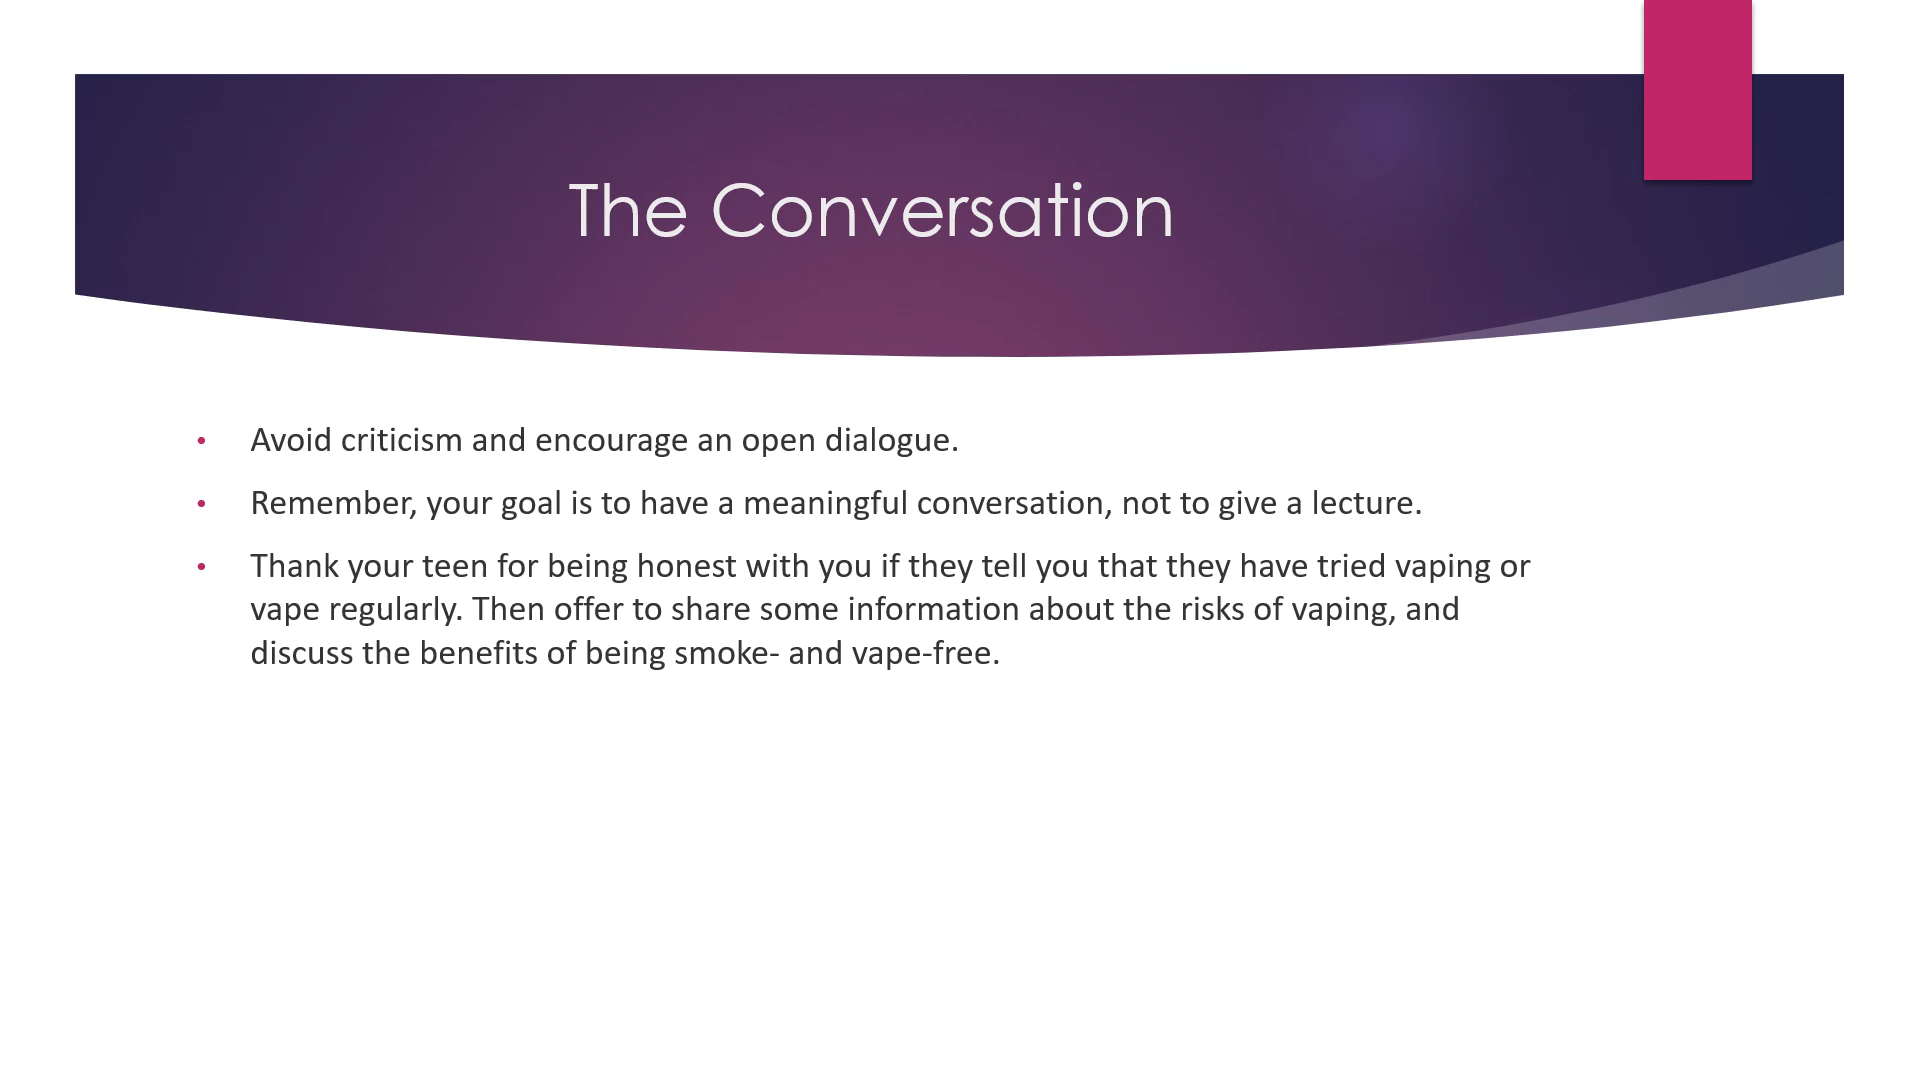 The Conversation
• Avoid criticism and encourage an open dialogue.
• Remember, your goal is to have a meaningful conversation, not to give a lecture.
• Thank your teen for being honest with you if they tell you that they have tried vaping or
vape regularly. Then offer to share some information about the risks of vaping, and
discuss the benefits of being smoke- and vape-free.